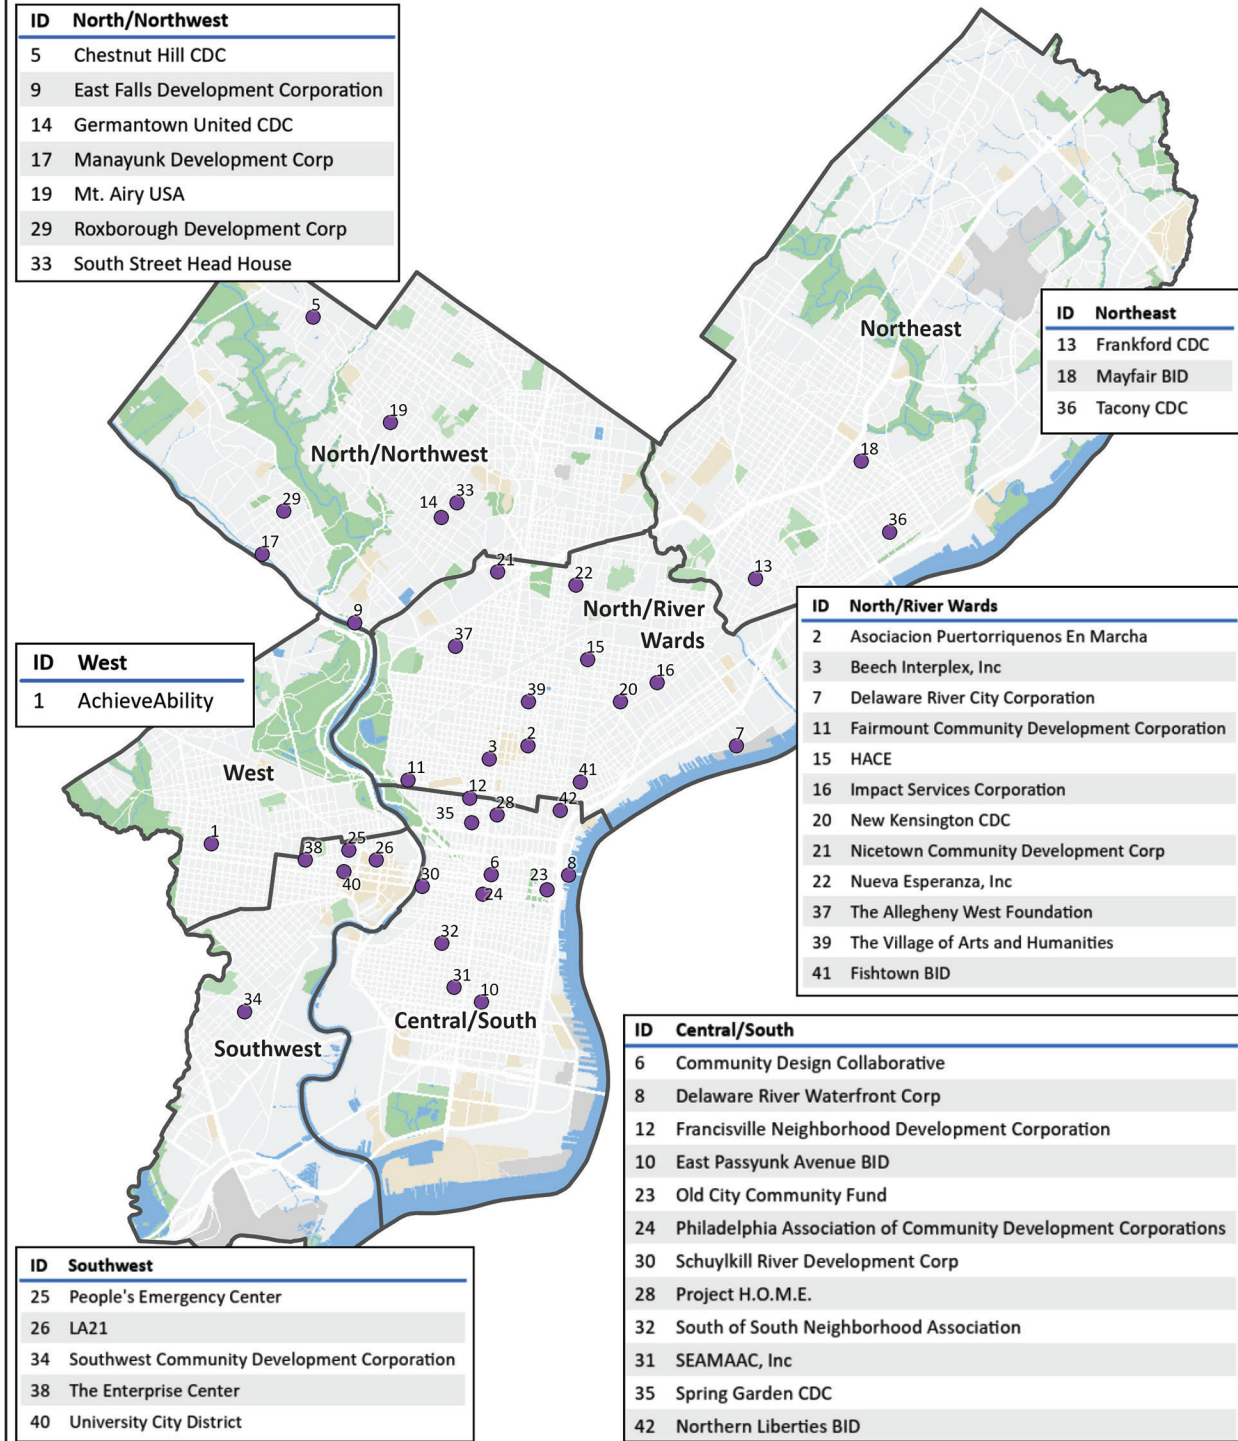 ID North/Northwest
5 Chestnut Hill CDC
9 East Falls Development Corporation
14 Germantown United CDC
17 Manayunk Development Corp
19 Mt. Airy USA
29 Roxborough Development Corp
33 South Street Head House
5
Northeast
ID Northeast
13 Frankford CDC
18 Mayfair BID
36 Tacony CDC
19
North/Northwest
18
29
14
33
36
17
21
22
13
North/River
Wards
9
37
15
16
39
20
ID West
1 AchieveAbility
ID North/River Wards
2 Asociacion Puertorriquenos En Marcha
3 Beech Interplex, Inc
7 Delaware River City Corporation
11 Fairmount Community Development Corporation
15 HACE
16 Impact Services Corporation
20 New Kensington CDC
21 Nicetown Community Development Corp
22 Nueva Esperanza, Inc
37 The Allegheny West Foundation
39 The Village of Arts and Humanities
41 Fishtown BID
2
7
3
West
11
41
12
42
35
28
1
38
25
26
40
30
6
24
23
8
32
31
10
Central/South
34
Southwest
ID Central/South
6 Community Design Collaborative
8 Delaware River Waterfront Corp
12 Francisville Neighborhood Development Corporation
10 East Passyunk Avenue BID
23 Old City Community Fund
24 Philadelphia Association of Community Development Corporations
30 Schuylkill River Development Corp
28 Project H.O.M.E.
32 South of South Neighborhood Association
31 SEAMAAC, Inc
35 Spring Garden CDC
42 Northern Liberties BID
ID Southwest
25 People's Emergency Center
26 LA21
34 Southwest Community Development Corporation
38 The Enterprise Center
40 University City District